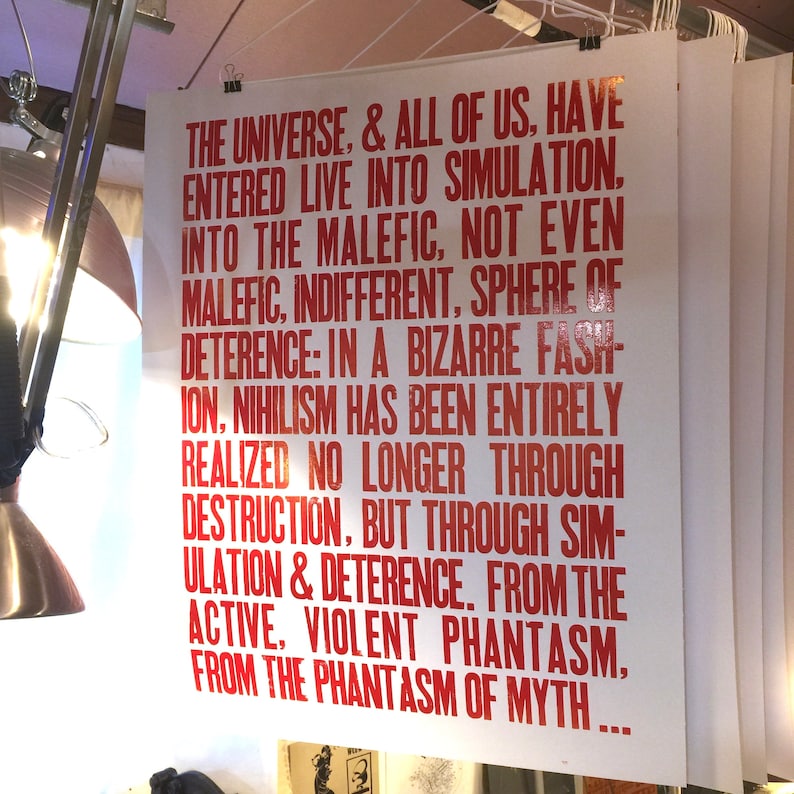 THE UNIVERSE, & ALL OF US, HAVE
ENTERED LIVE INTO SIMULATION,
INTO THE MALEFIC, NOT EVEN
MALEFIC, INDIFFERENT, SPHERE OF
DETERENCE: IN A BIZARRE FASH-
ION, NIHILISM HAS BEEN ENTIRELY
REALIZED NO LONGER THROUGH
DESTRUCTION, BUT THROUGH SIM-
ULATION & DETERENCE. FROM THE
ACTIVE, VIOLENT PHANTASM,
FROM THE PHANTASM OF MYTH ...